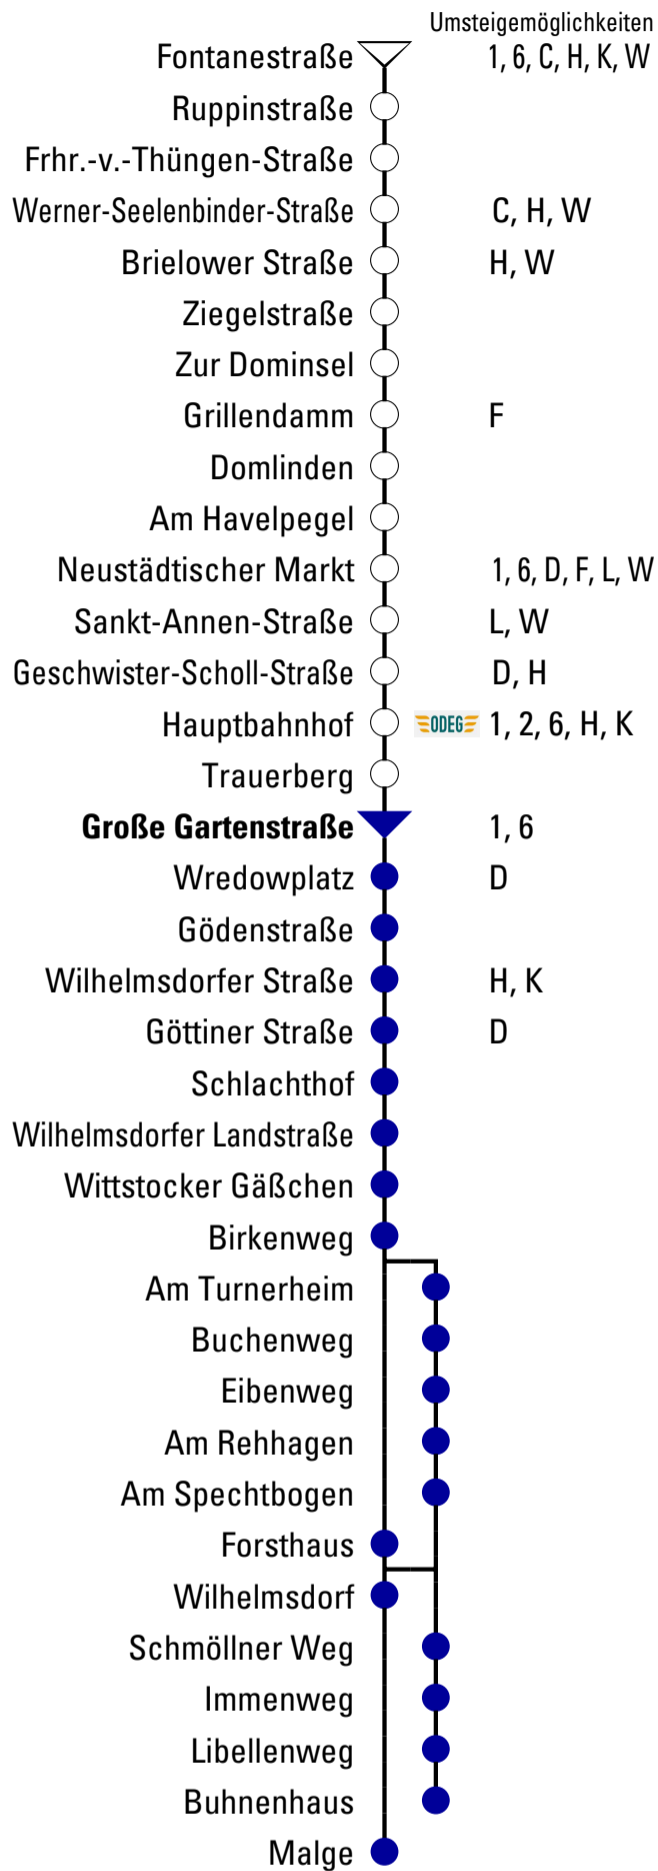 Umsteigemöglichkeiten
Fontanestraße 1, 6, C, H, K, W
Ruppinstraße
Frhr.-v.-Thüngen-Straße
Werner-Seelenbinder-Straße C, H, W
Brielower Straße H, W
Ziegelstraße
Zur Dominsel
Grillendamm F
Domlinden
Am Havelpegel
Neustädtischer Markt 1, 6, D, F, L, W
Sankt-Annen-Straße L, W
Geschwister-Scholl-Straße D, H
Hauptbahnhof ODEG 1, 2, 6, H, K
Trauerberg
Große Gartenstraße 1, 6
Wredowplatz D
Gödenstraße
Wilhelmsdorfer Straße H, K
Göttiner Straße D
Schlachthof
Wilhelmsdorfer Landstraße
Wittstocker Gäßchen
Birkenweg
Am Turnerheim
Buchenweg
Eibenweg
Am Rehhagen
Am Spechtbogen
Forsthaus
Wilhelmsdorf
Schmöllner Weg
Immenweg
Libellenweg
Buhnenhaus
Malge